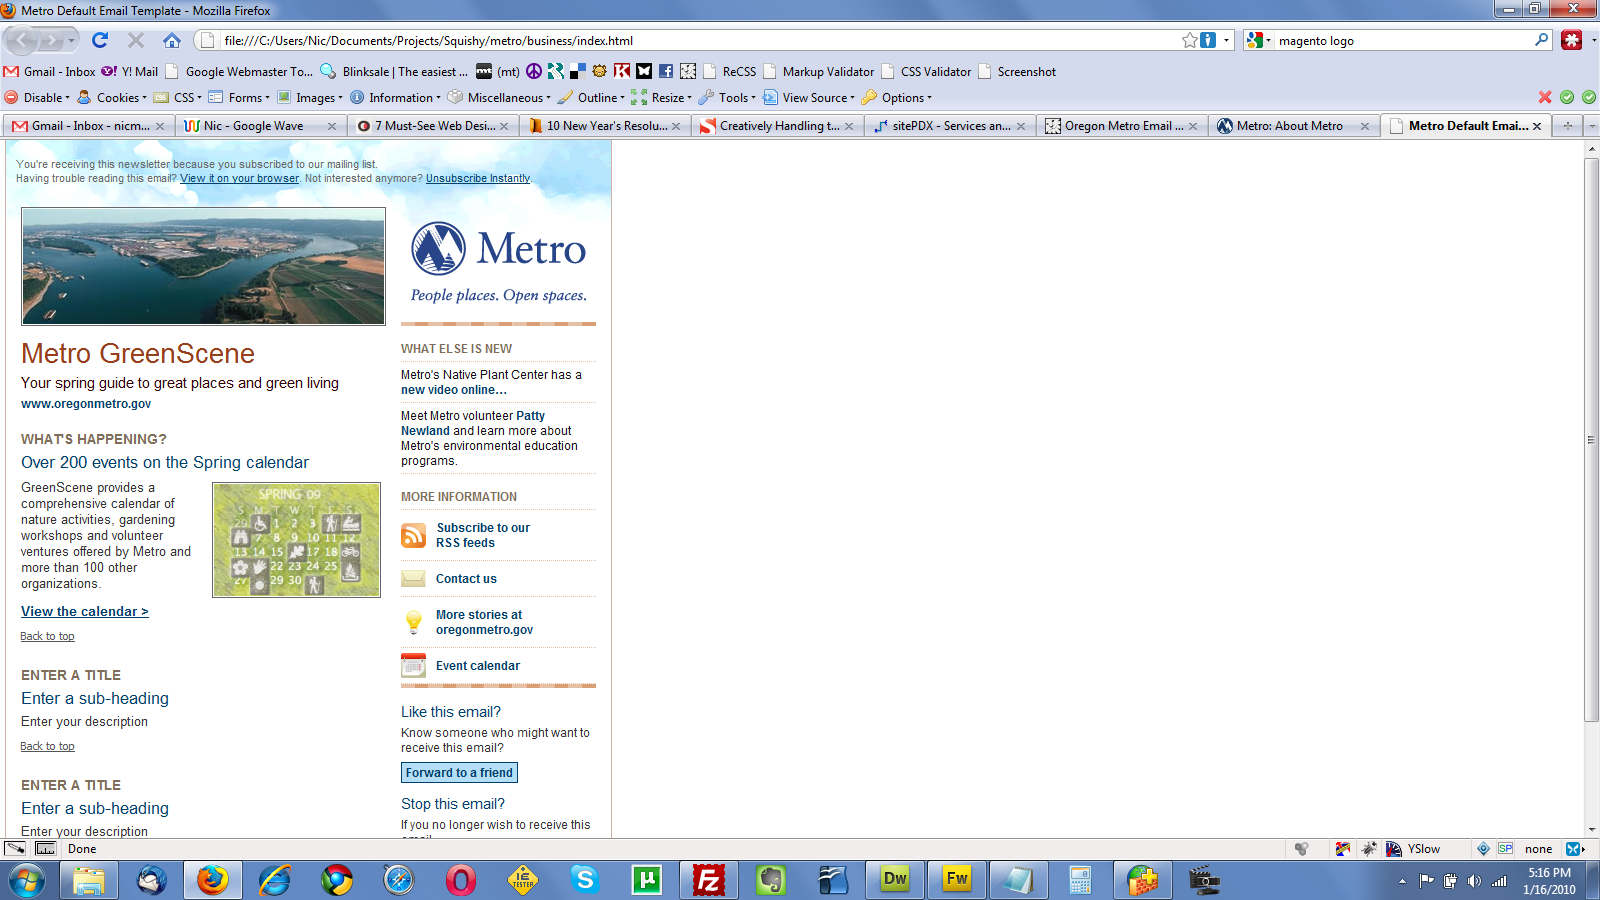 Metro Default Email Template - Mozilla Firefox
file:///C:/Users/Nic/Documents/Projects/Squishy/metro/business/index.html
magento logo
Gmail - Inbox Y! Mail Google Webmaster To... Blinksale | The easiest ... mt (mt) ReCSS Markup Validator CSS Validator Screenshot
Disable Cookies CSS Forms Images Information Miscellaneous Outline Resize Tools View Source Options
Gmail - Inbox - nicm... Nic - Google Wave 7 Must-See Web Desi... 10 New Year's Resolu... Creatively Handling t... sitePDX - Services an... Oregon Metro Email ... Metro: About Metro Metro Default Emai...
You're receiving this newsletter because you subscribed to our mailing list.
Having trouble reading this email? View it on your browser. Not interested anymore? Unsubscribe Instantly.
Metro
People places. Open spaces.
Metro GreenScene
Your spring guide to great places and green living
www.oregonmetro.gov
WHAT'S HAPPENING?
Over 200 events on the Spring calendar
GreenScene provides a
comprehensive calendar of
nature activities, gardening
workshops and volunteer
ventures offered by Metro and
more than 100 other
organizations.
SPRING 09
S M T W T F S
29 1 2 3
7 8 9 10 11 12
13 14 15 17 18
22 23 24 25
27 29 30
View the calendar >
Back to top
ENTER A TITLE
Enter a sub-heading
Enter your description
Back to top
ENTER A TITLE
Enter a sub-heading
Enter your description
WHAT ELSE IS NEW
Metro's Native Plant Center has a
new video online...
Meet Metro volunteer Patty
Newland and learn more about
Metro's environmental education
programs.
MORE INFORMATION
Subscribe to our
RSS feeds
Contact us
More stories at
oregonmetro.gov
Event calendar
Like this email?
Know someone who might want to
receive this email?
Forward to a friend
Stop this email?
If you no longer wish to receive this
Done
YSlow
SP
none
IE
TESTER
Dw
Fw
5:16 PM
1/16/2010